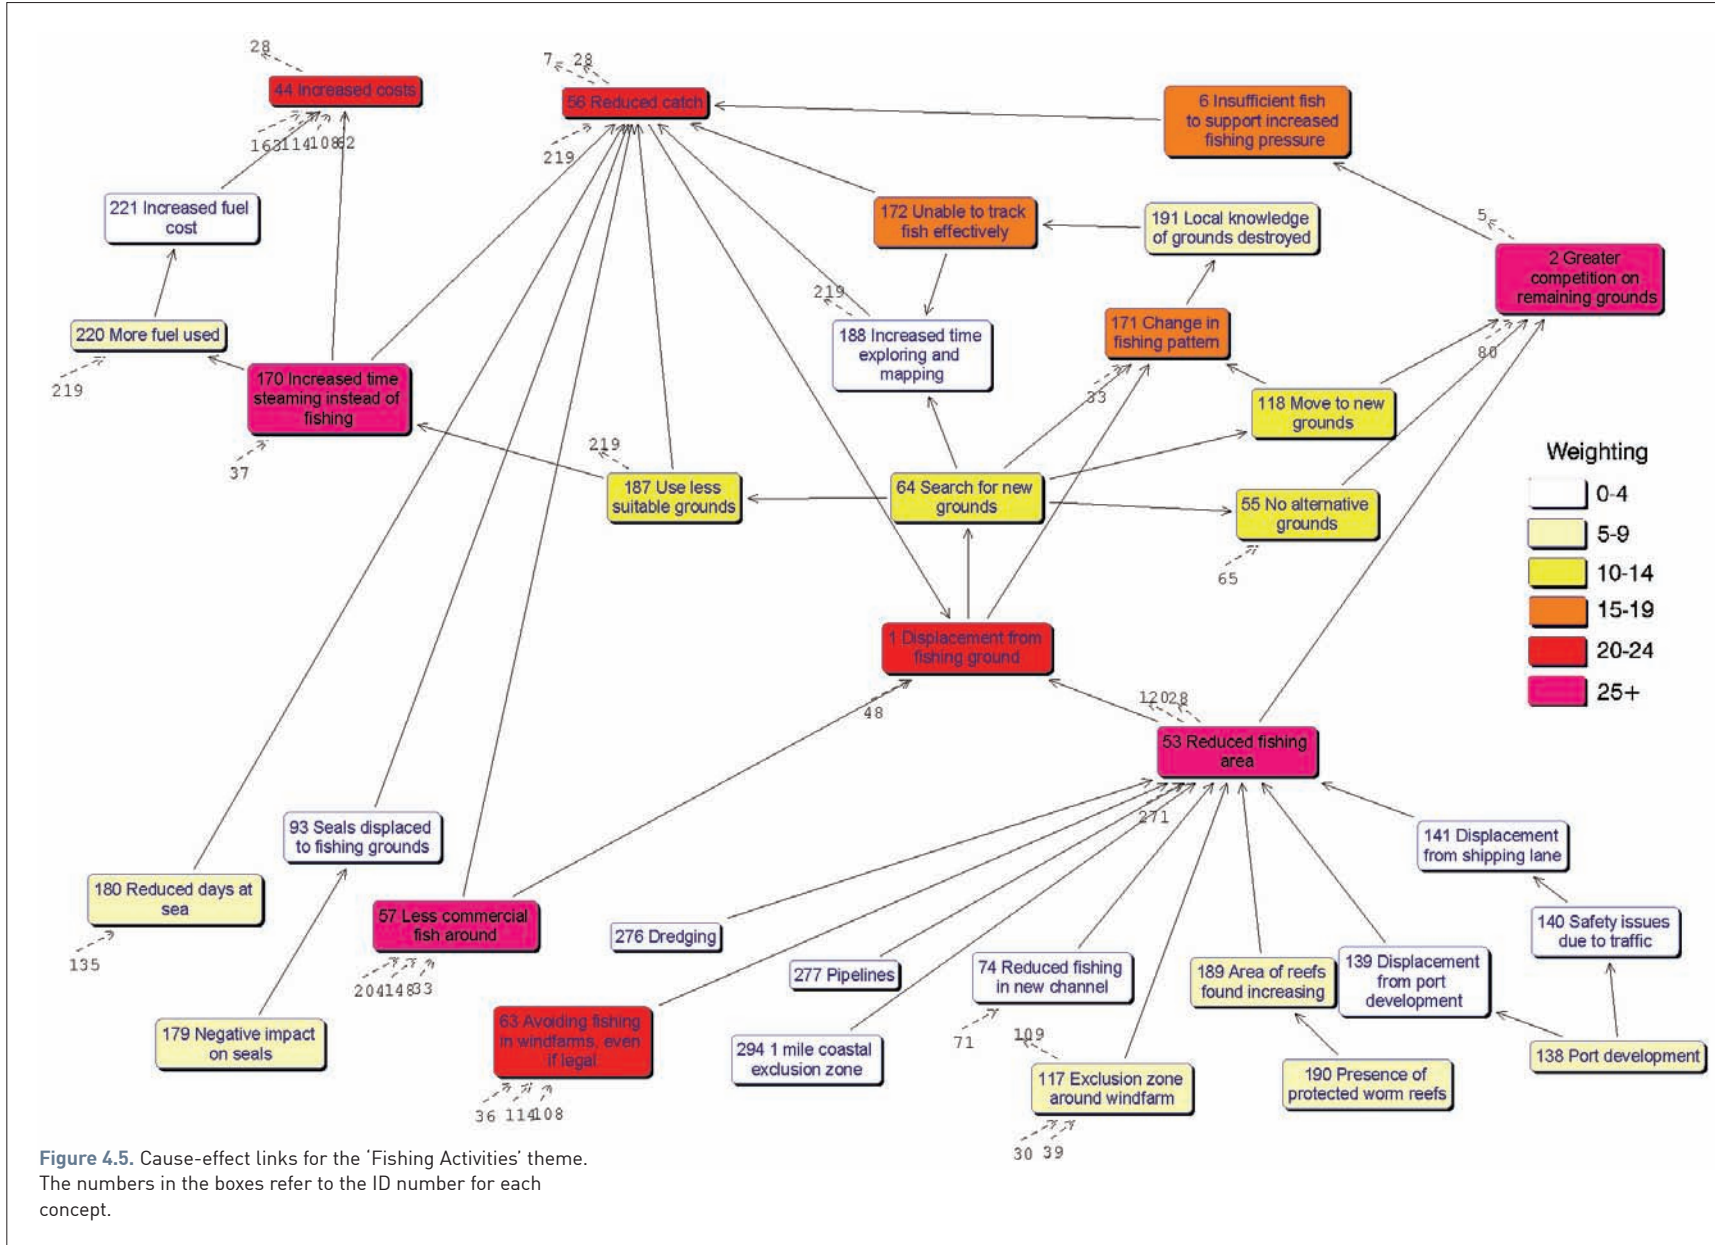 28
44 Increased costs
163
114
108
62
7
28
56 Reduced catch
219
6 Insufficient fish
to support increased
fishing pressure
221 Increased fuel
cost
172 Unable to track
fish effectively
191 Local knowledge
of grounds destroyed
5
2 Greater
competition on
remaining grounds
80
220 More fuel used
219
170 Increased time
steaming instead of
fishing
37
219
188 Increased time
exploring and
mapping
171 Change in
fishing pattern
33
118 Move to new
grounds
219
187 Use less
suitable grounds
64 Search for new
grounds
55 No alternative
grounds
65
Weighting
0-4
5-9
10-14
15-19
20-24
25+
1 Displacement from
fishing ground
48
120
28
53 Reduced fishing
area
271
93 Seals displaced
to fishing grounds
141 Displacement
from shipping lane
180 Reduced days at
sea
135
57 Less commercial
fish around
204
148
33
276 Dredging
277 Pipelines
74 Reduced fishing
in new channel
71
189 Area of reefs
found increasing
139 Displacement
from port
development
140 Safety issues
due to traffic
179 Negative impact
on seals
63 Avoiding fishing
in windfarms, even
if legal
36
114
108
294 1 mile coastal
exclusion zone
109
117 Exclusion zone
around windfarm
30
39
190 Presence of
protected worm reefs
138 Port development
Figure 4.5. Cause-effect links for the ‘Fishing Activities’ theme.
The numbers in the boxes refer to the ID number for each
concept.